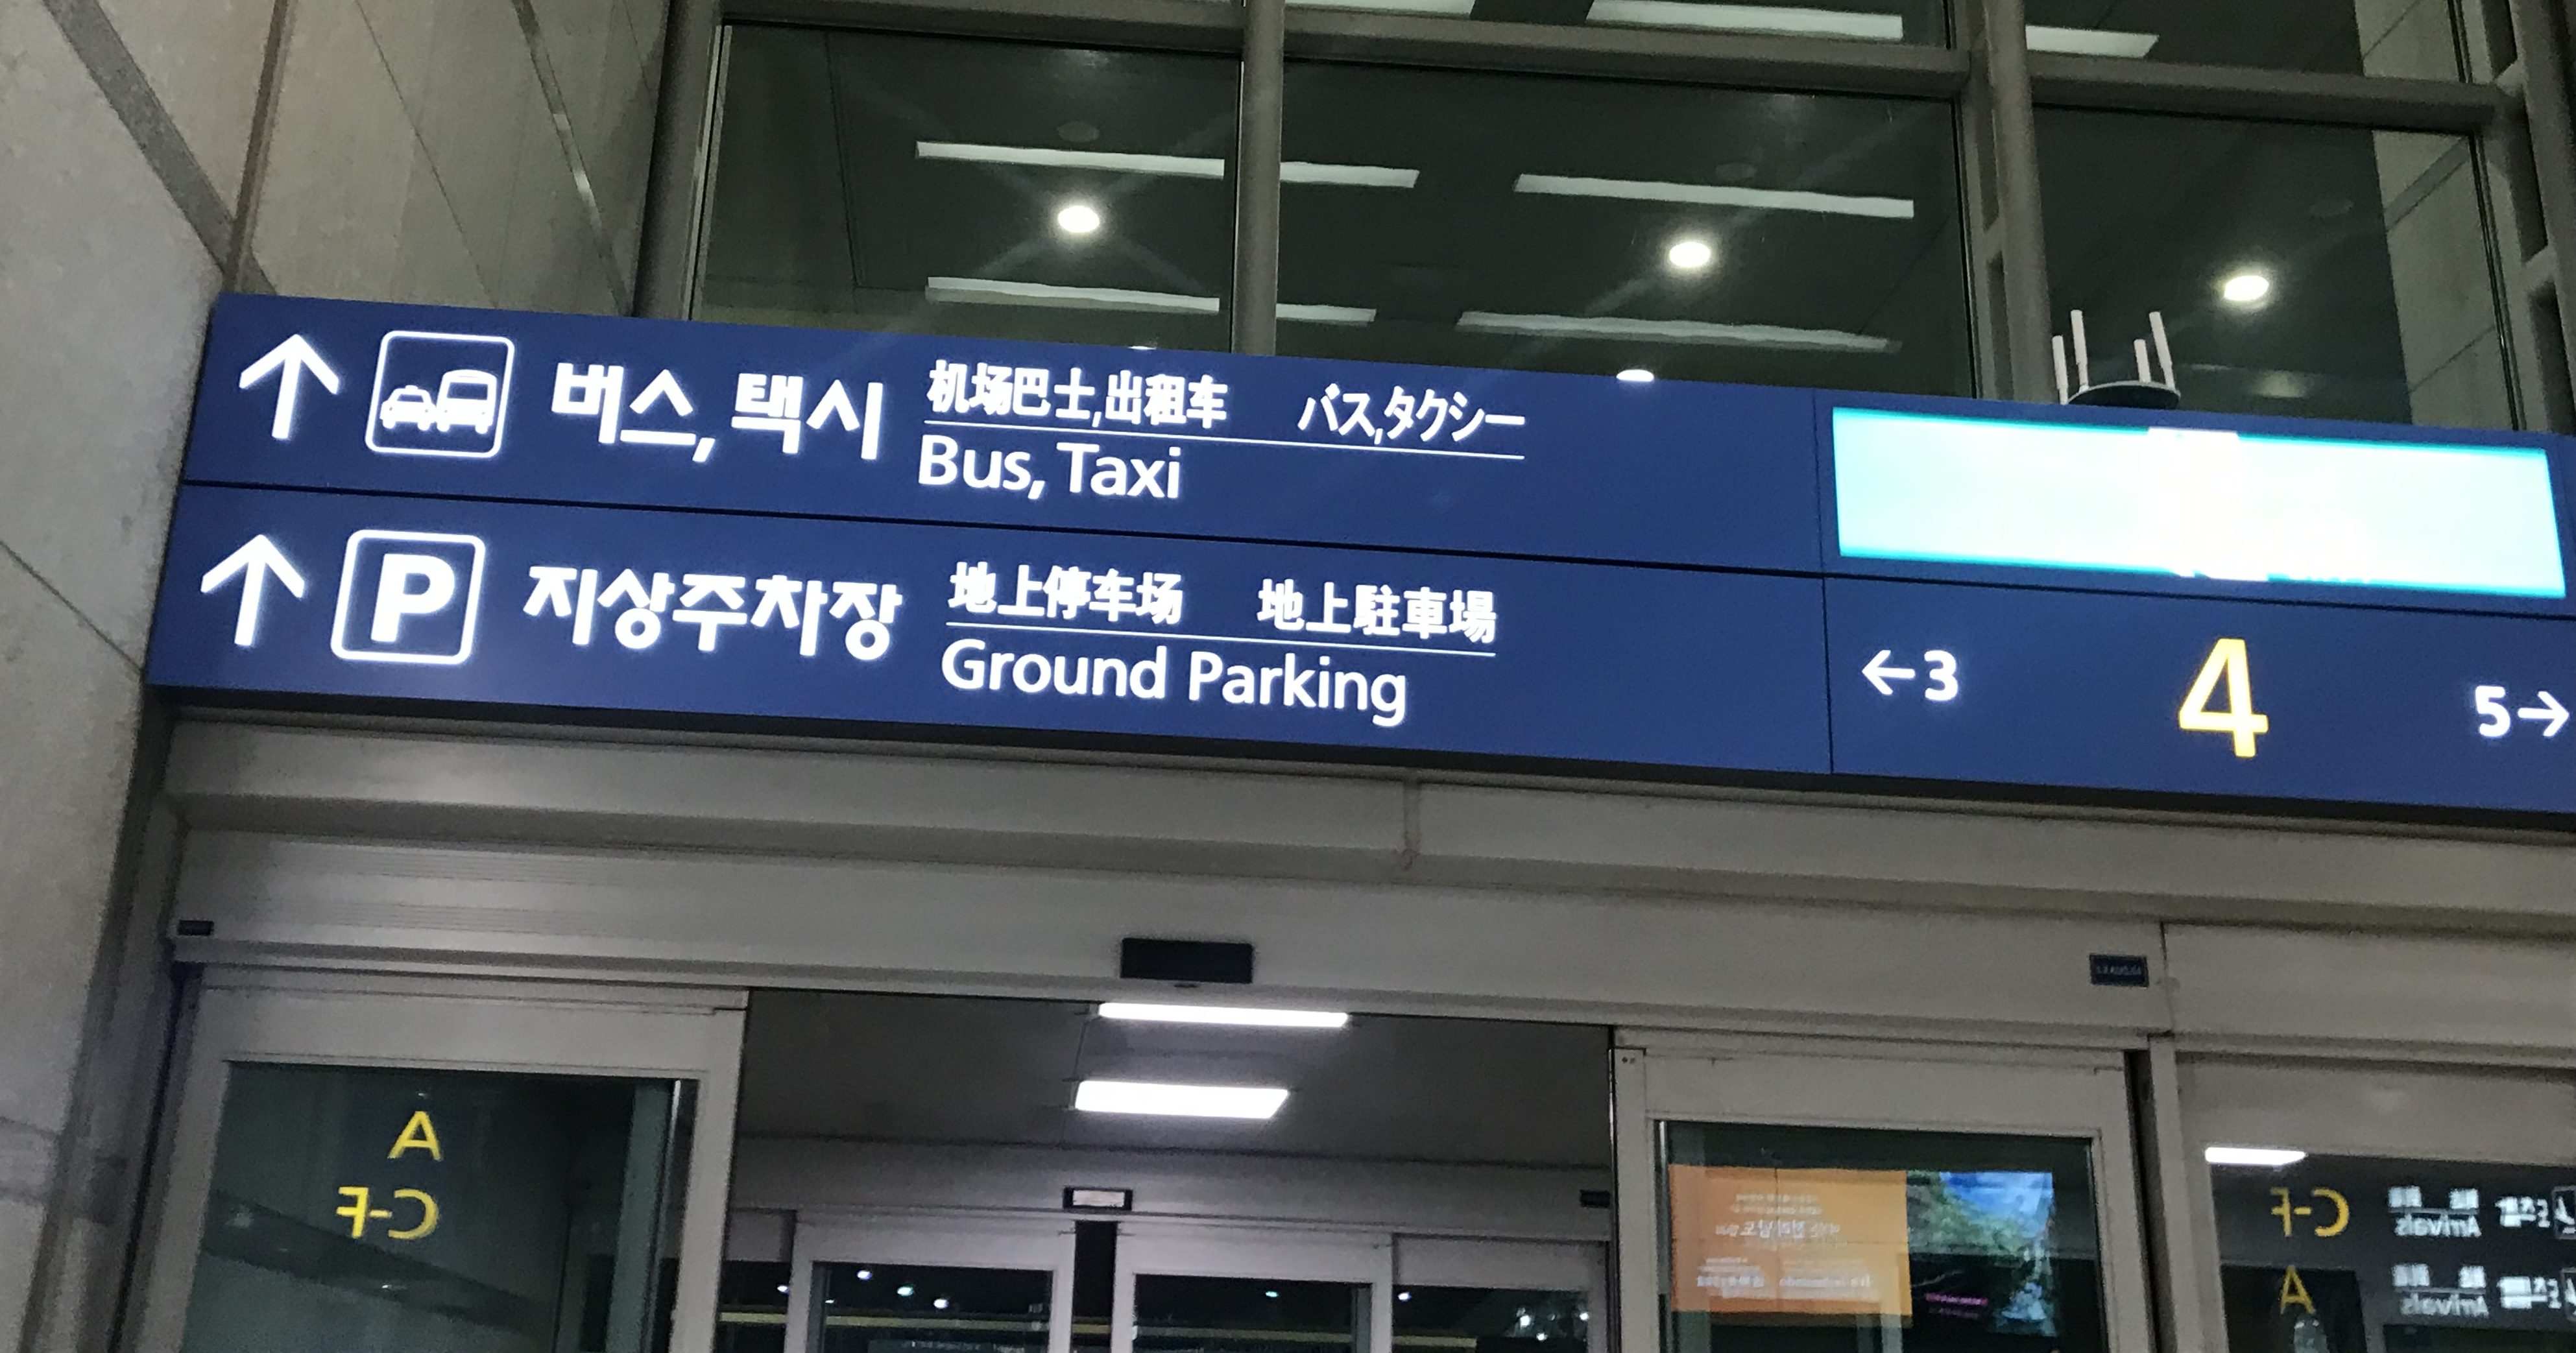 버스, 택시
机场巴士,出租车 バス,タクシー
Bus, Taxi
P 지상주차장
地上停车场 地上駐車場
Ground Parking
←3 4 5→
A
C-F
C-F
A
Arrivals
Arrivals